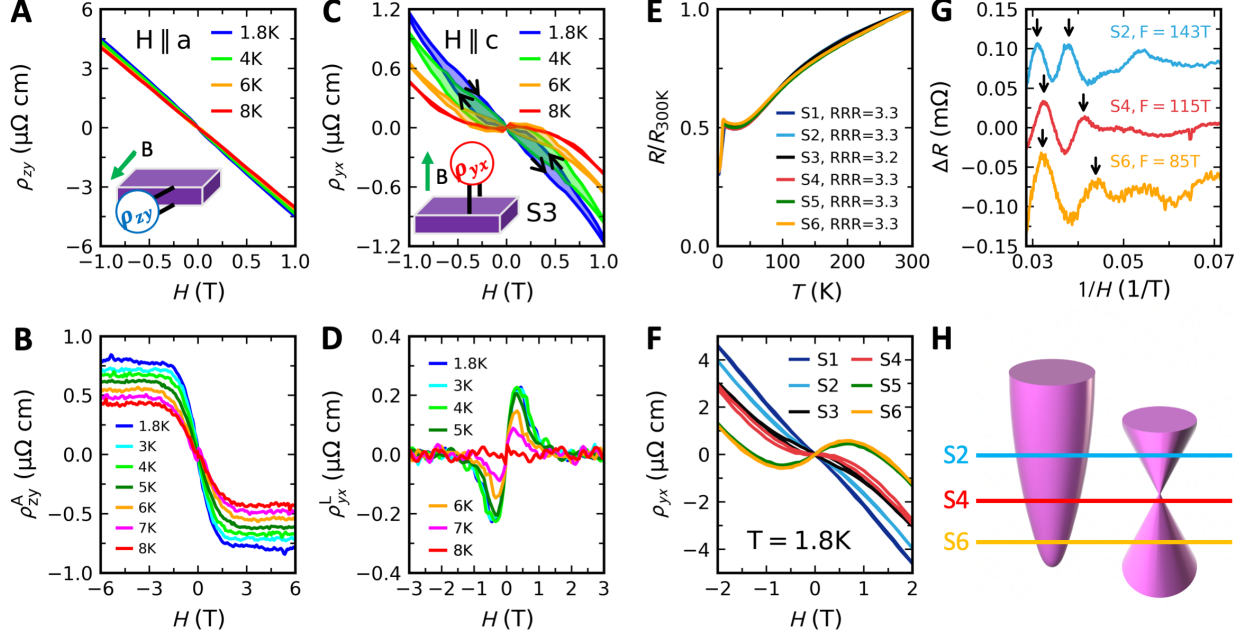 A
6
3
0
−3
−6
ρzy (μΩ cm)
H ∥ a
1.8K
4K
6K
8K
B
ρzy
−1.0 −0.5 0.0 0.5 1.0
H (T)
C
1.2
0.6
0.0
−0.6
−1.2
ρyx (μΩ cm)
H ∥ c
1.8K
4K
6K
8K
B
ρyx
S3
−1.0 −0.5 0.0 0.5 1.0
H (T)
E
1.0
0.5
0.0
R/R300K
S1, RRR=3.3
S2, RRR=3.3
S3, RRR=3.2
S4, RRR=3.3
S5, RRR=3.3
S6, RRR=3.3
0 100 200 300
T (K)
G
0.15
0.10
0.05
0.00
−0.05
−0.10
−0.15
ΔR (mΩ)
S2, F = 143T
S4, F = 115T
S6, F = 85T
0.03 0.05 0.07
1/H (1/T)
B
1.0
0.5
0.0
−0.5
−1.0
ρAzy (μΩ cm)
1.8K
3K
4K
5K
6K
7K
8K
−6 −3 0 3 6
H (T)
D
0.4
0.2
0.0
−0.2
−0.4
ρLyx (μΩ cm)
1.8K
3K
4K
5K
6K
7K
8K
−3 −2 −1 0 1 2 3
H (T)
F
4
2
0
−2
−4
ρyx (μΩ cm)
S1 S4
S2 S5
S3 S6
T = 1.8K
−2 −1 0 1 2
H (T)
H
S2
S4
S6